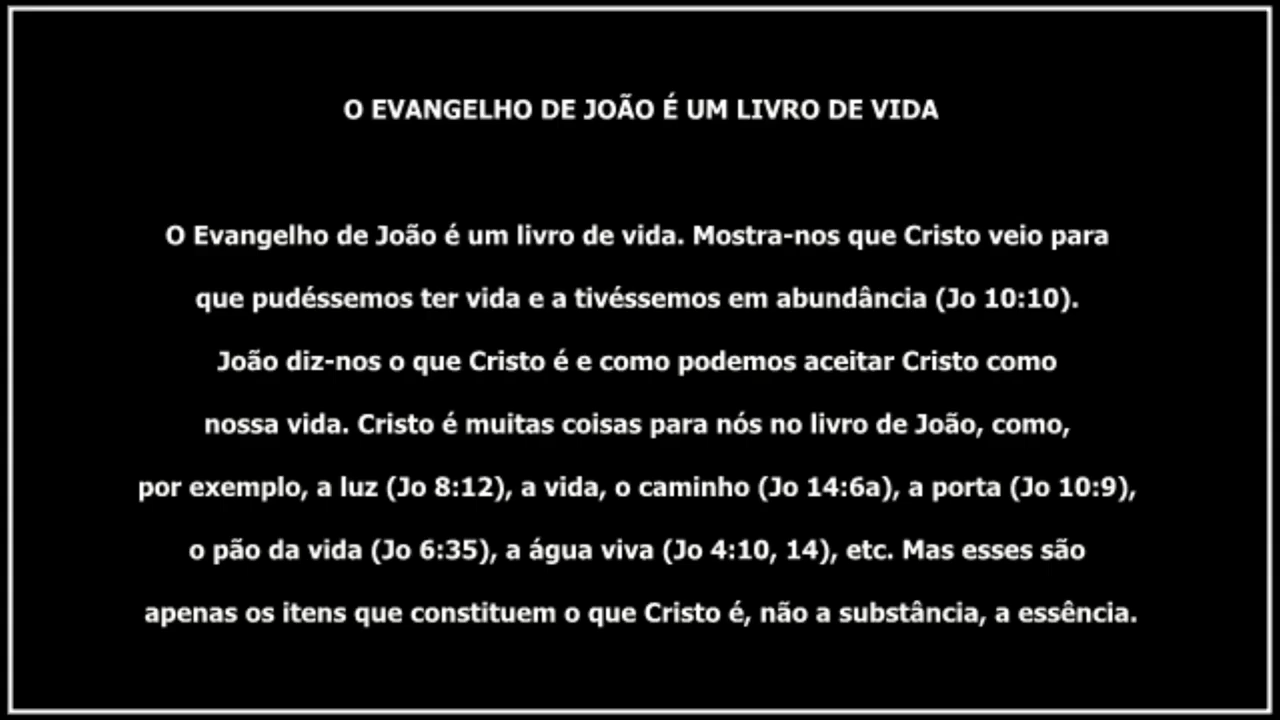 O EVANGELHO DE JOÃO É UM LIVRO DE VIDA
O Evangelho de João é um livro de vida. Mostra-nos que Cristo veio para
que pudéssemos ter vida e a tivéssemos em abundância (Jo 10:10).
João diz-nos o que Cristo é e como podemos aceitar Cristo como
nossa vida. Cristo é muitas coisas para nós no livro de João, como,
por exemplo, a luz (Jo 8:12), a vida, o caminho (Jo 14:6a), a porta (Jo 10:9),
o pão da vida (Jo 6:35), a água viva (Jo 4:10, 14), etc. Mas esses são
apenas os itens que constituem o que Cristo é, não a substância, a essência.